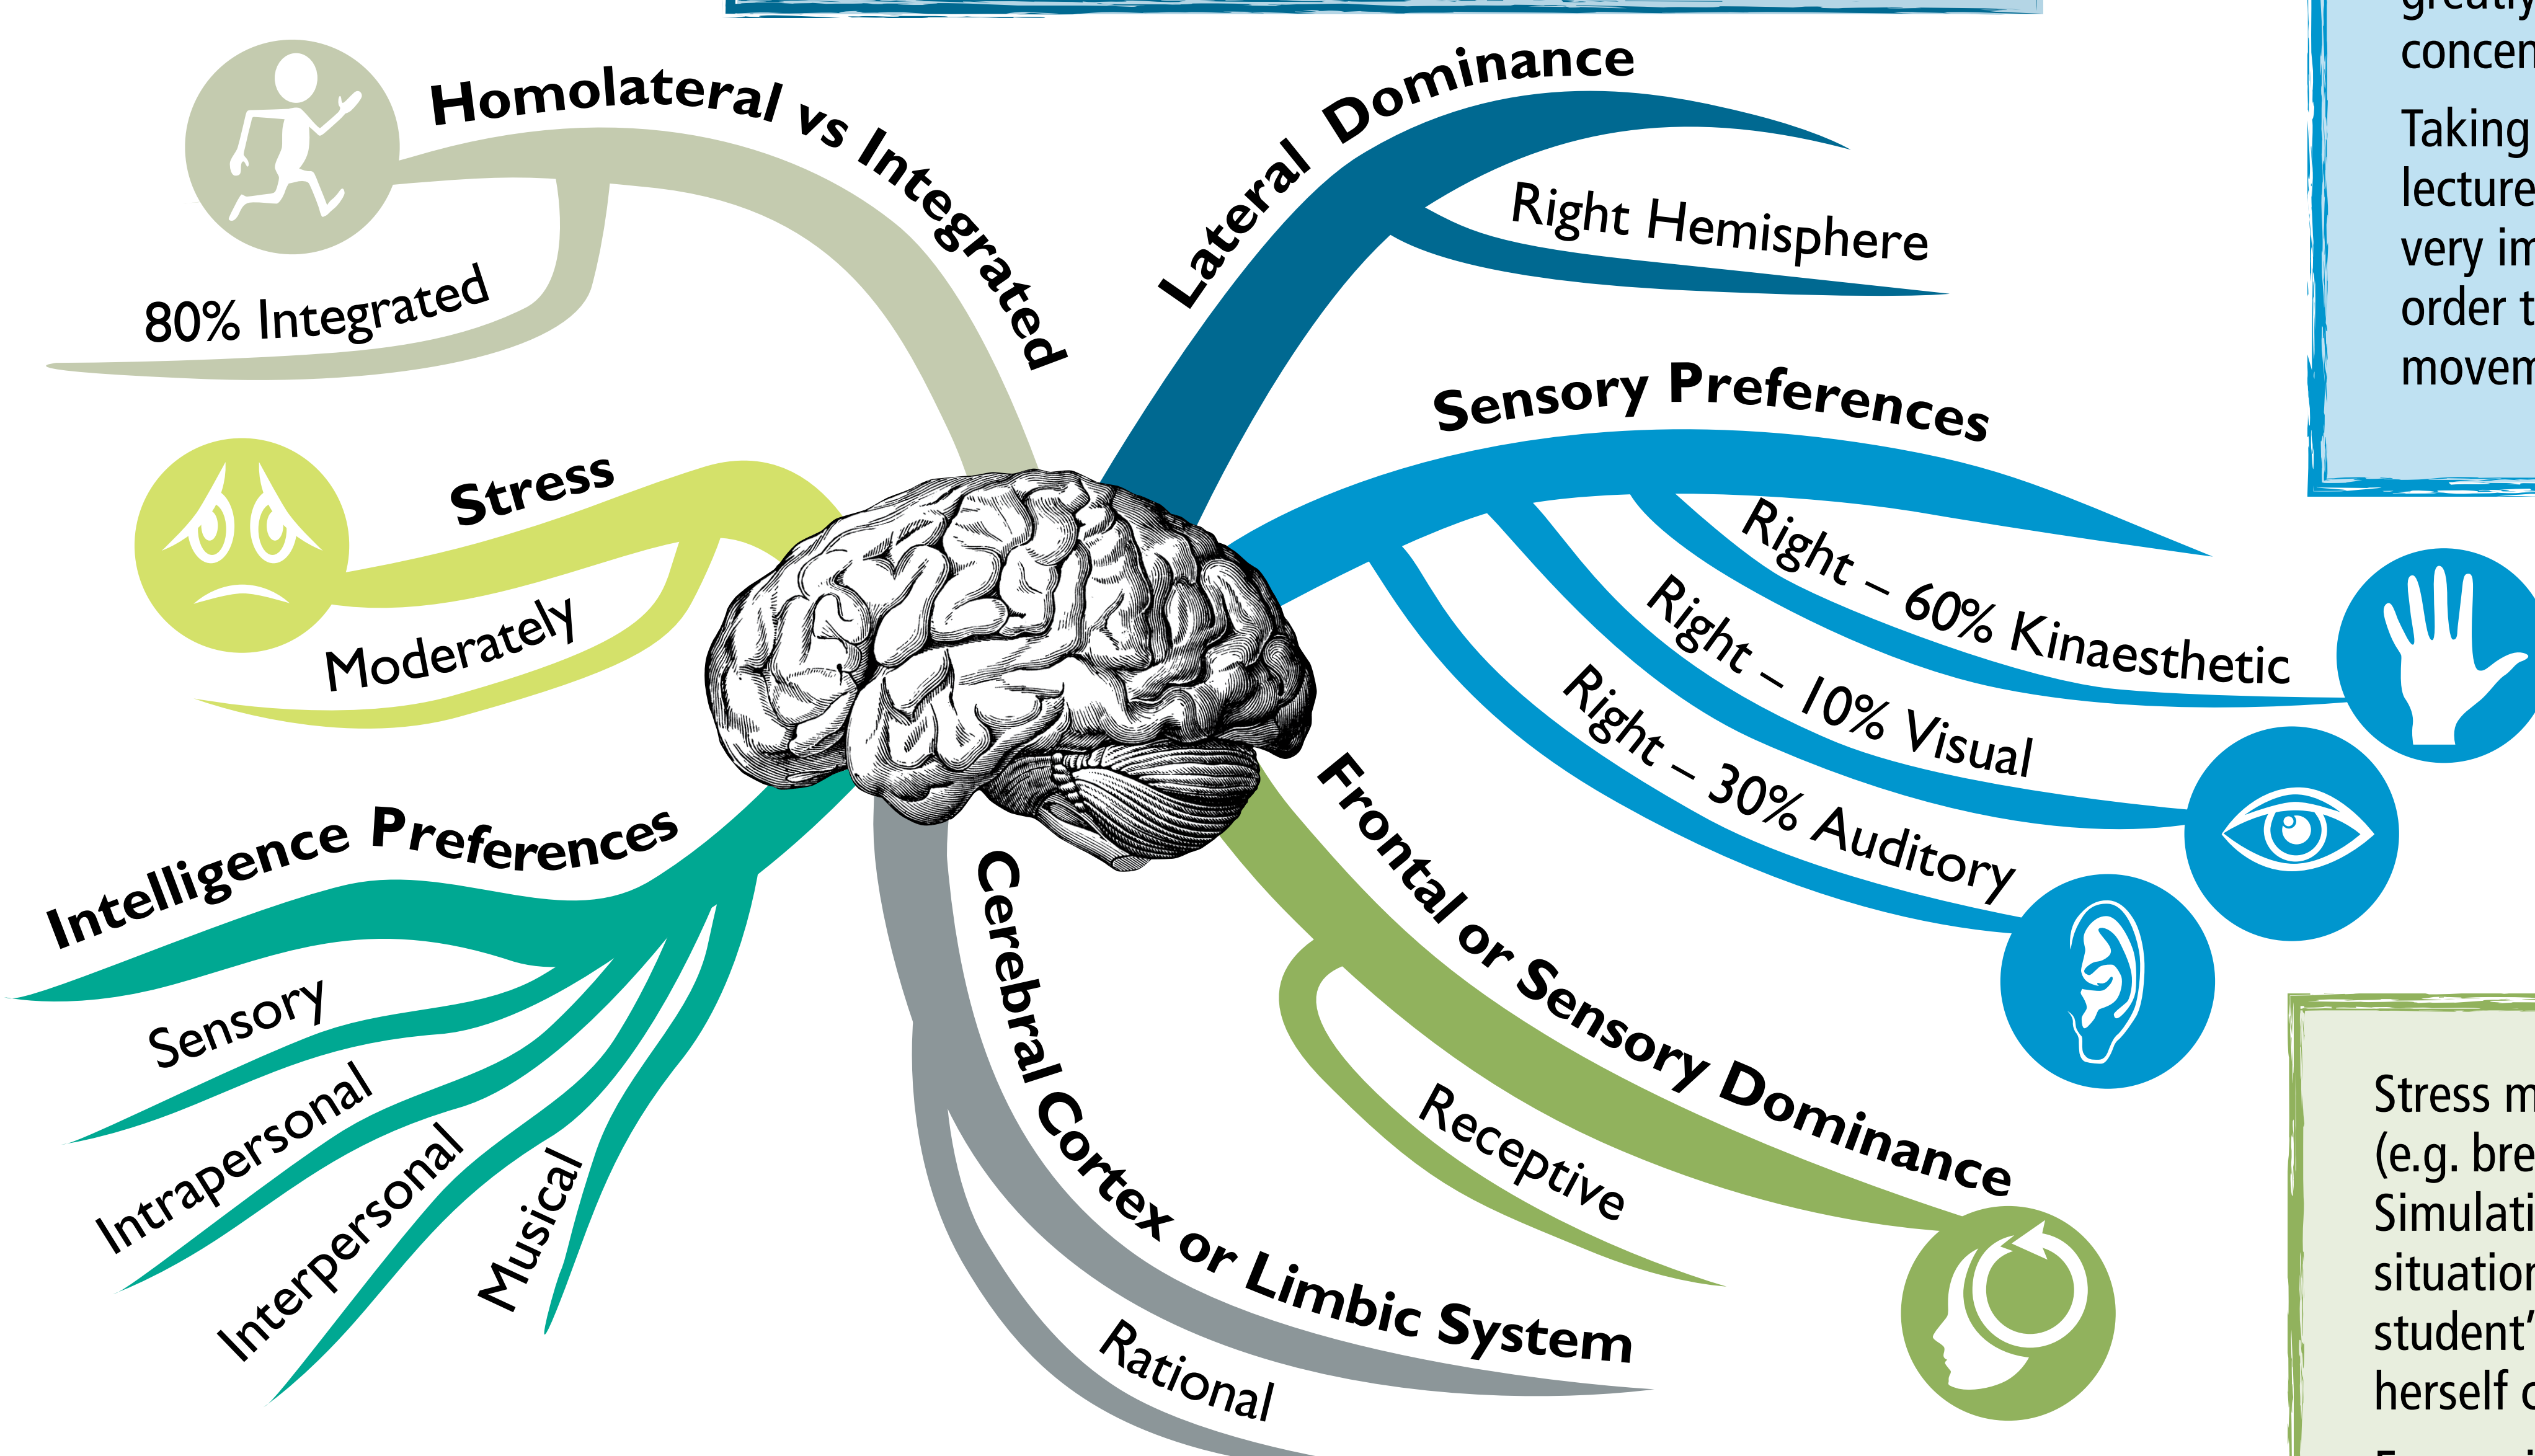 Homolateral vs Integrated
80% Integrated
Stress
Moderately
Intelligence Preferences
Sensory
Intrapersonal
Interpersonal
Musical
Lateral Dominance
Right Hemisphere
Sensory Preferences
Right – 60% Kinaesthetic
Right – 10% Visual
Right – 30% Auditory
Frontal or Sensory Dominance
Receptive
Cerebral Cortex or Limbic System
Rational
greatly
concen
Taking
lecture
very im
order t
movem
Stress m
(e.g. bre
Simulati
situation
student'
herself